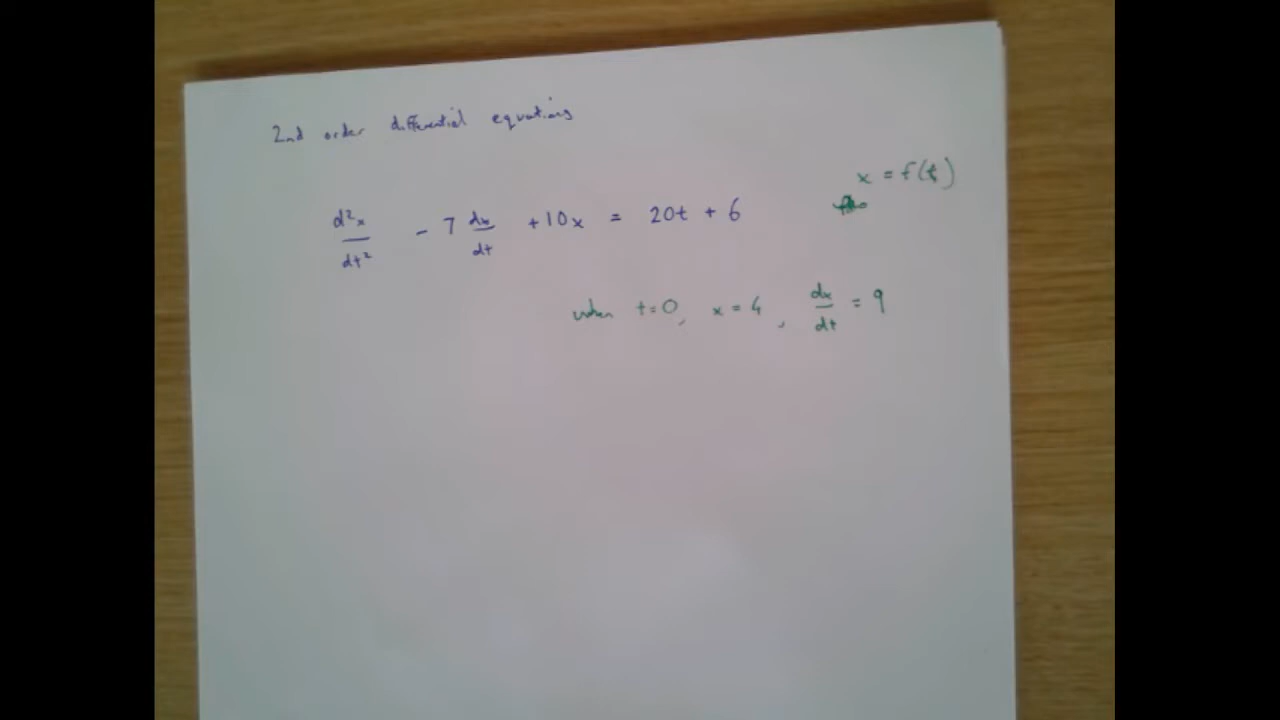 2nd order differential equations
x = f(t)
d²x/dt² - 7 dx/dt + 10x = 20t + 6
when t=0, x = 4, dx/dt = 9